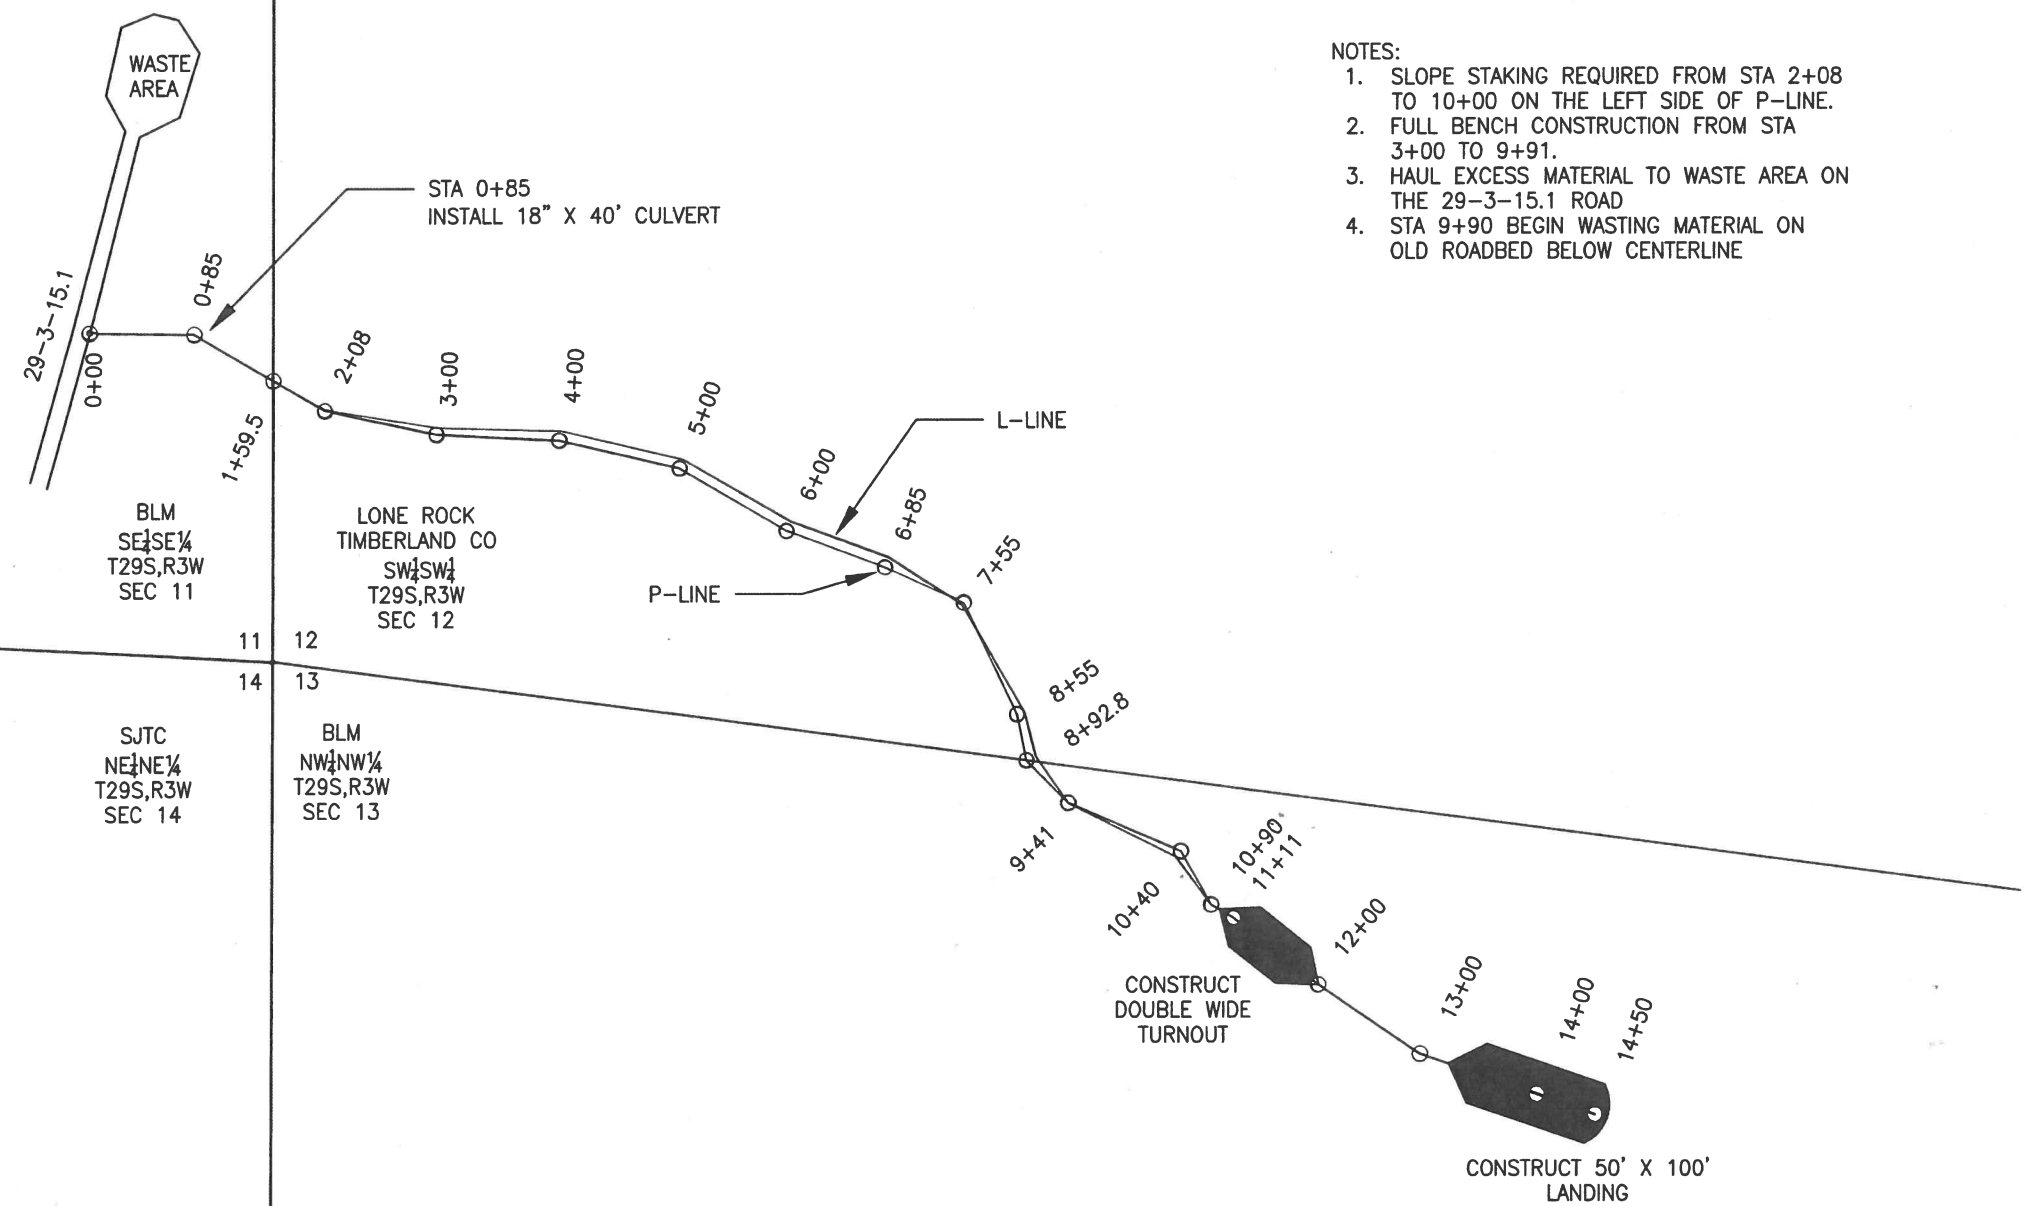 WASTE
AREA
NOTES:
1. SLOPE STAKING REQUIRED FROM STA 2+08
TO 10+00 ON THE LEFT SIDE OF P-LINE.
2. FULL BENCH CONSTRUCTION FROM STA
3+00 TO 9+91.
3. HAUL EXCESS MATERIAL TO WASTE AREA ON
THE 29-3-15.1 ROAD
4. STA 9+90 BEGIN WASTING MATERIAL ON
OLD ROADBED BELOW CENTERLINE
STA 0+85
INSTALL 18" X 40' CULVERT
29-3-15.1
0+00
0+85
1+59.5
2+08
3+00
4+00
5+00
6+00
6+85
7+55
L-LINE
P-LINE
BLM
SE¼SE¼
T29S,R3W
SEC 11
LONE ROCK
TIMBERLAND CO
SW¼SW¼
T29S,R3W
SEC 12
11 12
14 13
SJTC
NE¼NE¼
T29S,R3W
SEC 14
BLM
NW¼NW¼
T29S,R3W
SEC 13
8+55
8+92.8
9+41
10+40
10+90
11+11
12+00
13+00
14+00
14+50
CONSTRUCT
DOUBLE WIDE
TURNOUT
CONSTRUCT 50' X 100'
LANDING